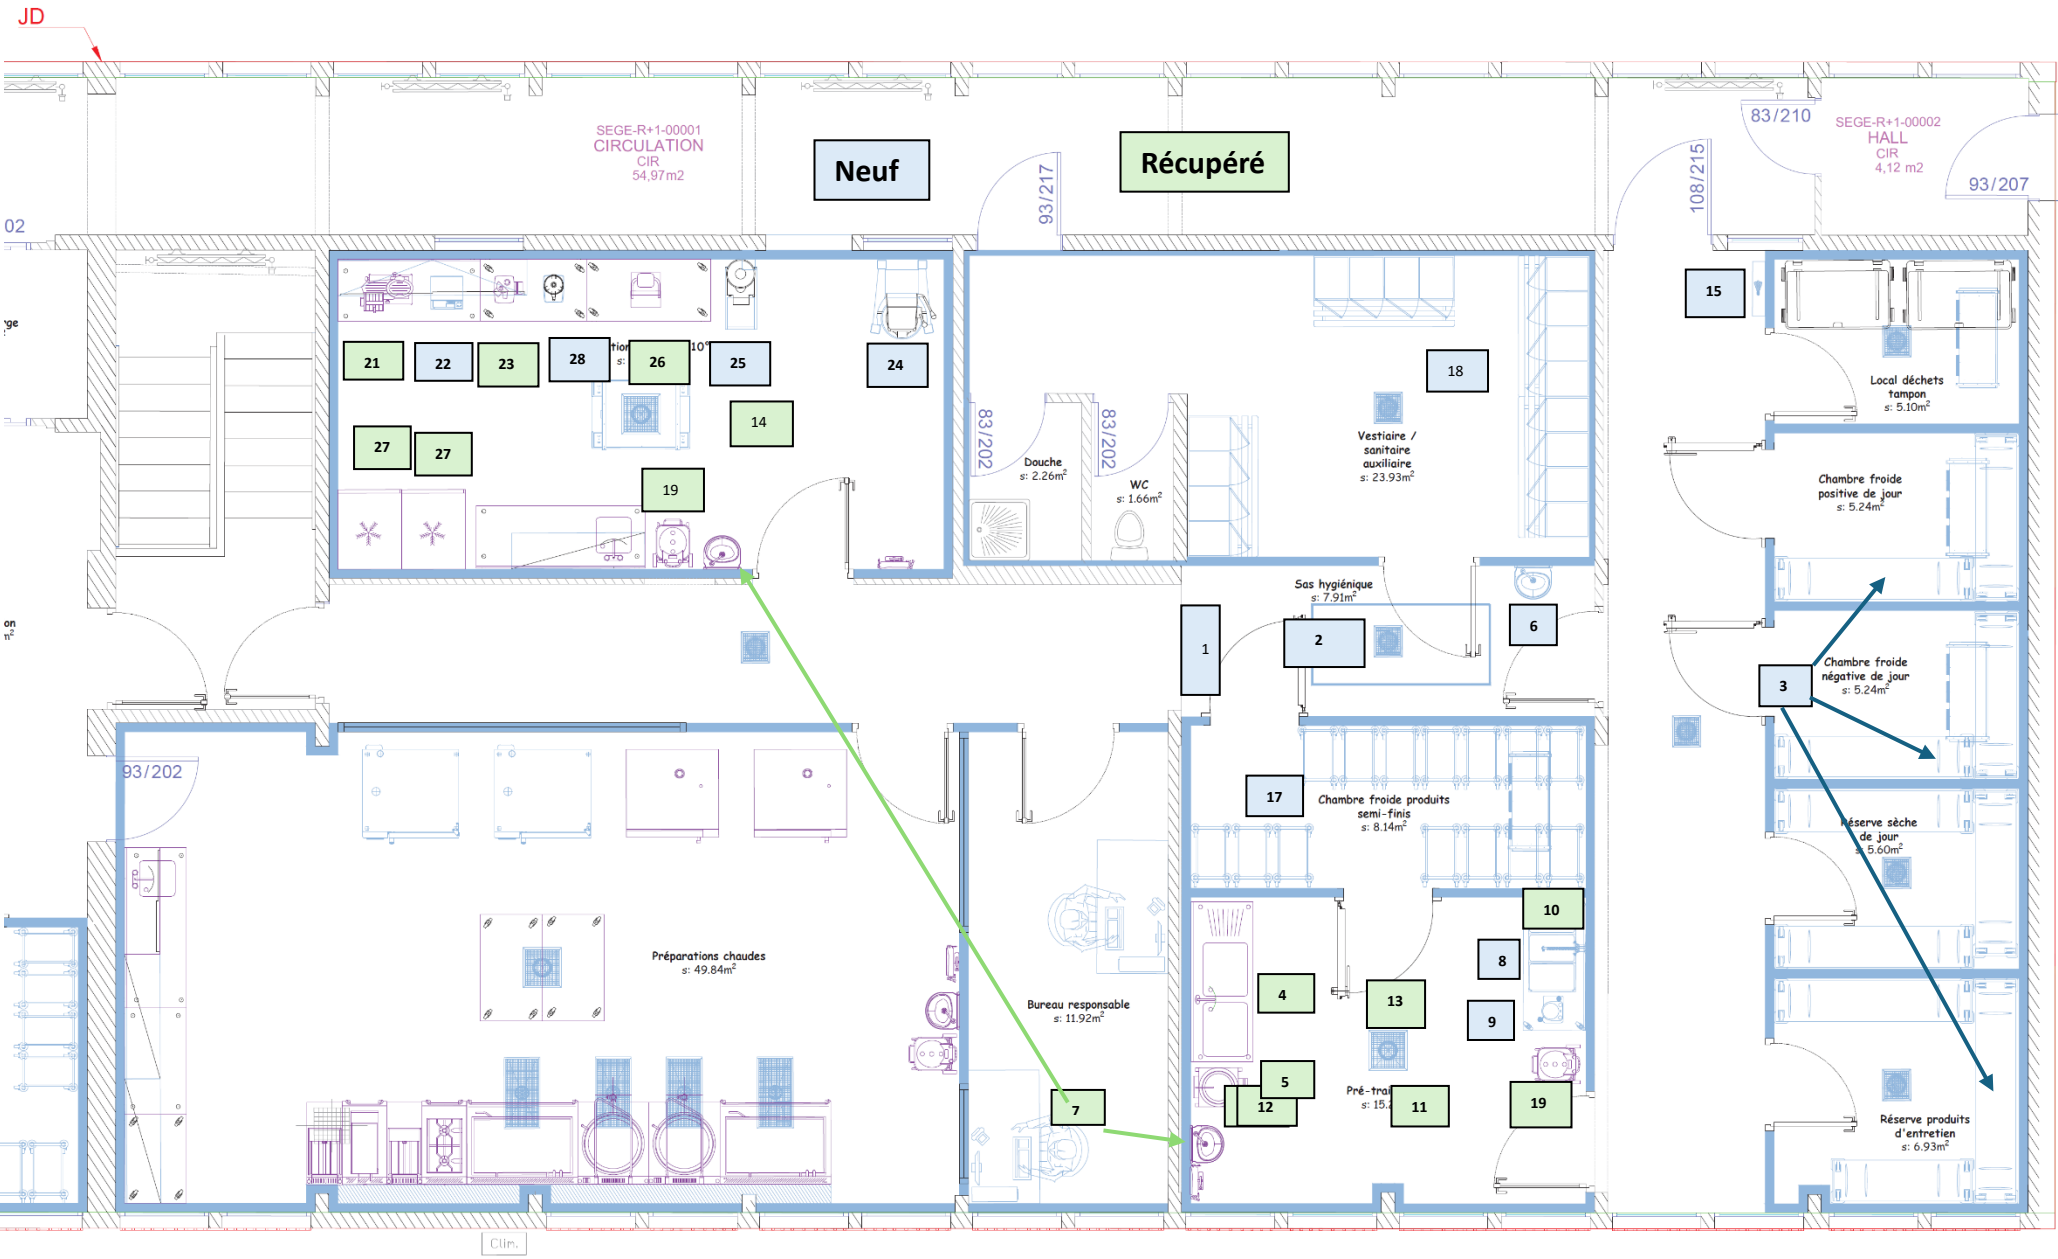 JD
SEGE-R+1-00001
CIRCULATION
CIR
54,97m2
Neuf
Récupéré
93/217
108/215
83/210
SEGE-R+1-00002
HALL
CIR
4,12 m2
93/207
02
15
21
22
23
28
26
10°
s:
25
24
18
14
27
27
19
83/202
83/202
Douche
s: 2.26m²
WC
s: 1.66m²
Vestiaire /
sanitaire
auxiliaire
s: 23.93m²
Local déchets
tampon
s: 5.10m²
Chambre froide
positive de jour
s: 5.24m²
Sas hygiénique
s: 7.91m²
1
2
6
3
Chambre froide
négative de jour
s: 5.24m²
93/202
17
Chambre froide produits
semi-finis
s: 8.14m²
Réserve sèche
de jour
s: 5.60m²
Préparations chaudes
s: 49.84m²
Bureau responsable
s: 11.92m²
10
8
4
13
9
5
12
7
Pré-trai
s: 15.
11
19
Réserve produits
d'entretien
s: 6.93m²
Clim.